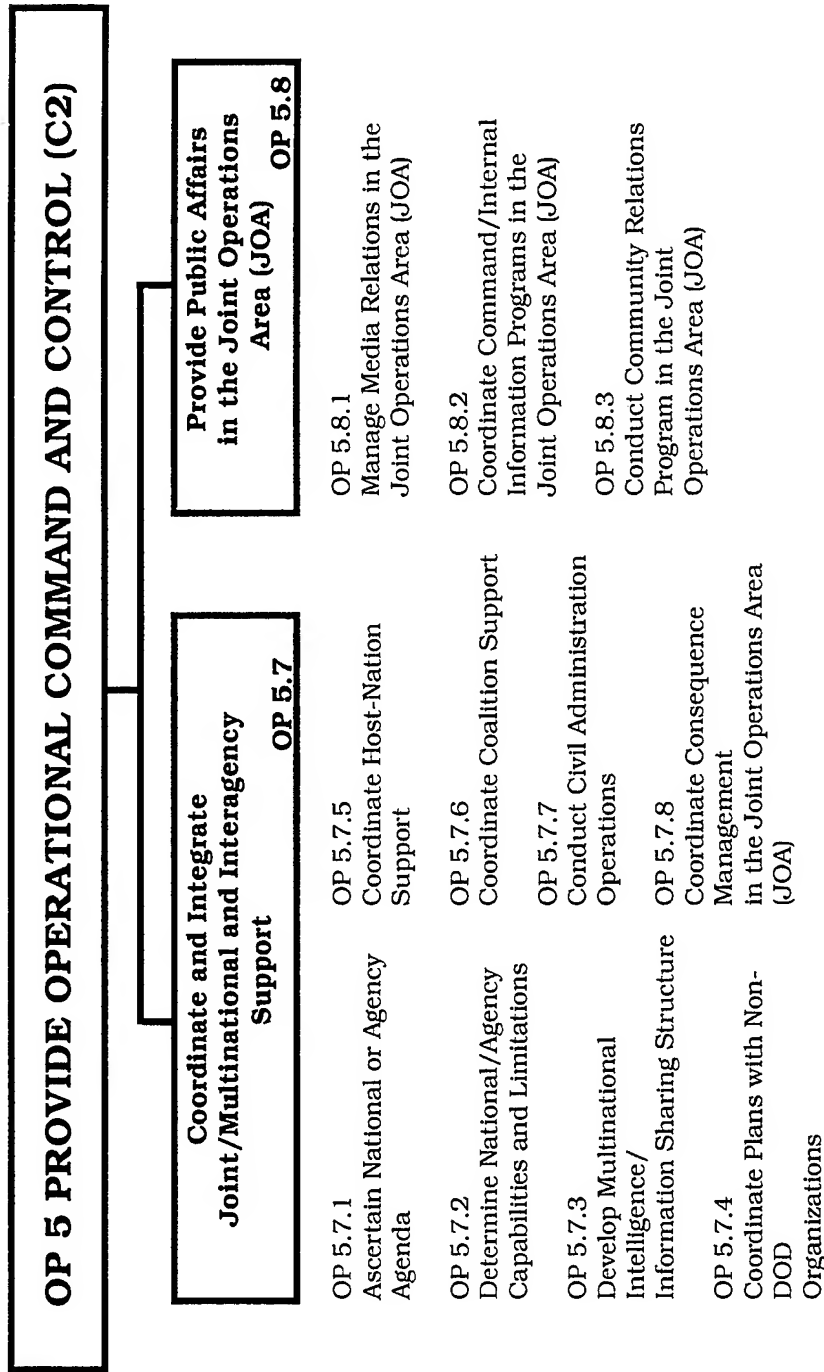 OP 5 PROVIDE OPERATIONAL COMMAND AND CONTROL (C2)
Coordinate and Integrate
Joint/Multinational and Interagency
Support
OP 5.7
OP 5.7.1
Ascertain National or Agency
Agenda
OP 5.7.2
Determine National/Agency
Capabilities and Limitations
OP 5.7.3
Develop Multinational
Intelligence/
Information Sharing Structure
OP 5.7.4
Coordinate Plans with Non-
DOD
Organizations
OP 5.7.5
Coordinate Host-Nation
Support
OP 5.7.6
Coordinate Coalition Support
OP 5.7.7
Conduct Civil Administration
Operations
OP 5.7.8
Coordinate Consequence
Management
in the Joint Operations Area
(JOA)
Provide Public Affairs
in the Joint Operations
Area (JOA)
OP 5.8
OP 5.8.1
Manage Media Relations in the
Joint Operations Area (JOA)
OP 5.8.2
Coordinate Command/Internal
Information Programs in the
Joint Operations Area (JOA)
OP 5.8.3
Conduct Community Relations
Program in the Joint
Operations Area (JOA)